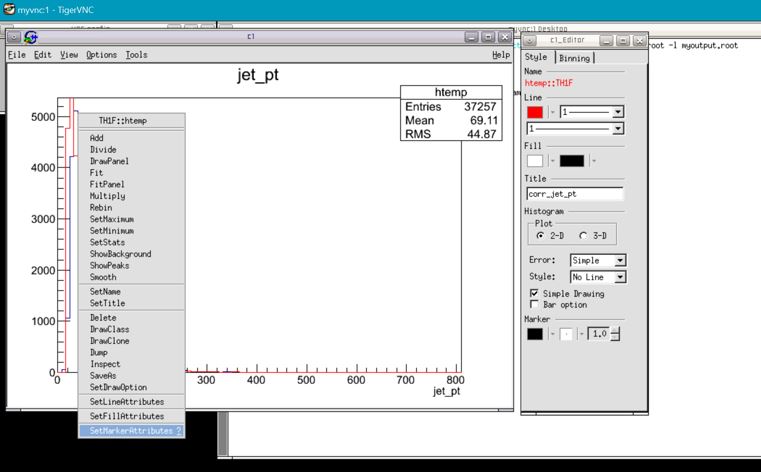 myvnc:1 - TigerVNC
c1
File Edit View Options Tools Help
jet_pt
htemp
Entries 37257
Mean 69.11
RMS 44.87
5000
4000
3000
2000
1000
0
0
300
400
500
600
700
800
jet_pt
TH1F::htemp
Add
Divide
DrawPanel
Fit
FitPanel
Multiply
Rebin
SetMaximum
SetMinimum
SetStats
ShowBackground
ShowPeaks
Smooth
SetName
SetTitle
Delete
DrawClass
DrawClone
Dump
Inspect
SaveAs
SetDrawOption
SetLineAttributes
SetFillAttributes
SetMarkerAttributes ?
Desktop
root -l myoutput.root
c1_Editor
Style Binning
Name
htemp::TH1F
Line
1
1
Fill
Title
corr_jet_pt
Histogram
Plot
2-D 3-D
Error: Simple
Style: No Line
Simple Drawing
Bar option
Marker
1.0